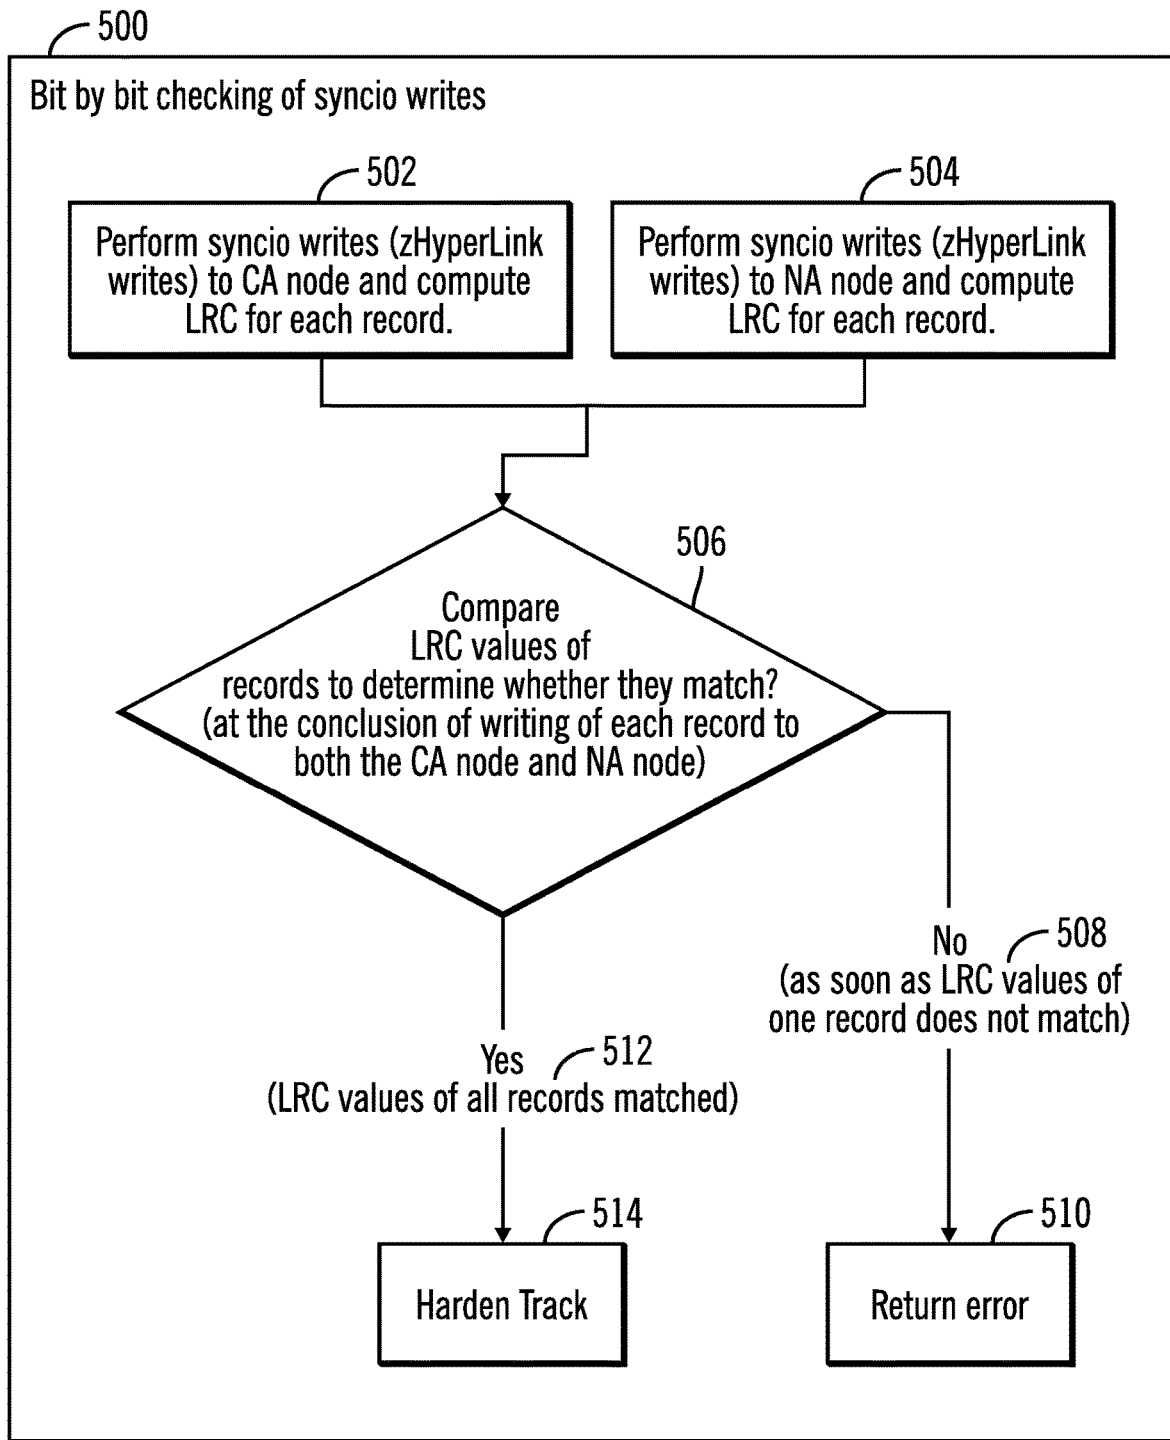 500
Bit by bit checking of syncio writes
502
Perform syncio writes (zHyperLink
writes) to CA node and compute
LRC for each record.
504
Perform syncio writes (zHyperLink
writes) to NA node and compute
LRC for each record.
506
Compare
LRC values of
records to determine whether they match?
(at the conclusion of writing of each record to
both the CA node and NA node)
No
508
(as soon as LRC values of
one record does not match)
Yes
512
(LRC values of all records matched)
514
Harden Track
510
Return error